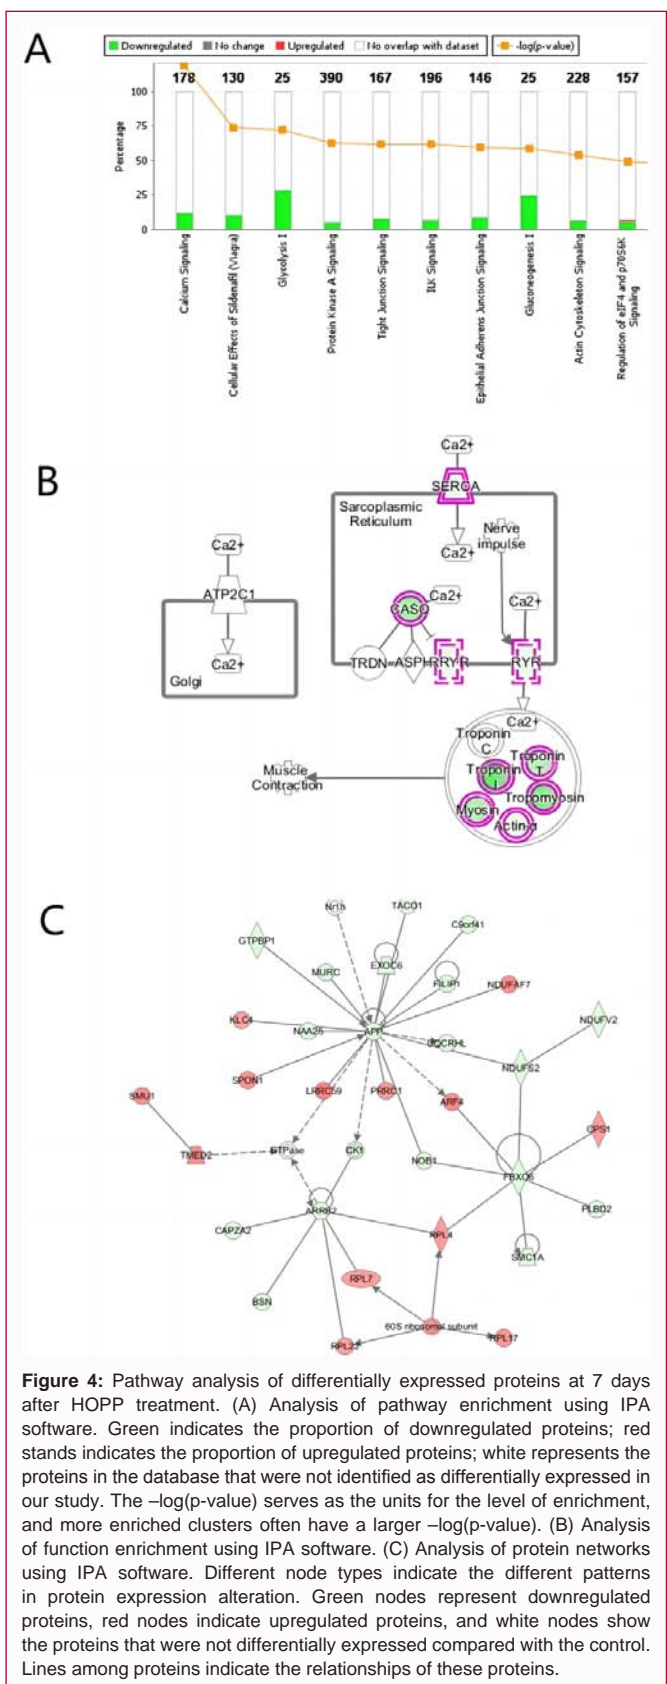 A
Downregulated No change Upregulated No overlap with dataset -log(p-value)
178 130 25 390 167 196 146 25 228 157
Percentage
100
75
50
25
0
Calcium Signaling
Cellular Effects of Sildenafil (Viagra)
Glycolysis I
Protein Kinase A Signaling
Tight Junction Signaling
ILK Signaling
Epithelial Adherens Junction Signaling
Gluconeogenesis I
Actin Cytoskeleton Signaling
Regulation of eIF4 and p70S6K
Signaling
B
Ca2+
SERCA
Sarcoplasmic
Reticulum
Nerve
impulse
Ca2+
Ca2+
ATP2C1
CASQ
Ca2+
Ca2+
Ca2+
Golgi
TRDN ASPH RRYR RYR
Ca2+
Troponin
C
Troponin
T
Troponin
I
Muscle
Contraction
Tropomyosin
Myosin
Actin-α
C
Nr1h
TACO1
C9orf41
GTPBP1
EXOC6
MURC
FILIP1
NDUFAF7
KLC4
NAA35
APP
UQCRHL
NDUFV2
NDUFS2
SPON1
LRRC59
PRRC1
ARF4
SMU1
CPS1
TMED2
GTPase
CK1
NOB1
FBXO6
ARRB2
PLBD2
CAPZA2
RPL4
SMC1A
RPL7
BSN
60S ribosomal subunit
RPL22
RPL17
Figure 4: Pathway analysis of differentially expressed proteins at 7 days
after HOPP treatment. (A) Analysis of pathway enrichment using IPA
software. Green indicates the proportion of downregulated proteins; red
stands indicates the proportion of upregulated proteins; white represents the
proteins in the database that were not identified as differentially expressed in
our study. The –log(p-value) serves as the units for the level of enrichment,
and more enriched clusters often have a larger –log(p-value). (B) Analysis
of function enrichment using IPA software. (C) Analysis of protein networks
using IPA software. Different node types indicate the different patterns
in protein expression alteration. Green nodes represent downregulated
proteins, red nodes indicate upregulated proteins, and white nodes show
the proteins that were not differentially expressed compared with the control.
Lines among proteins indicate the relationships of these proteins.